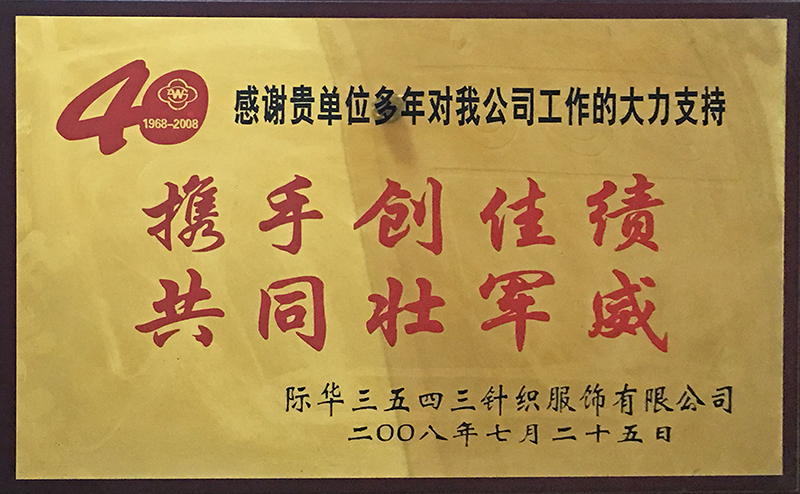 40
1968-2008
感谢贵单位多年对我公司工作的大力支持
携手创佳绩
共同壮军威
际华三五四三针织服饰有限公司
二OO八年七月二十五日